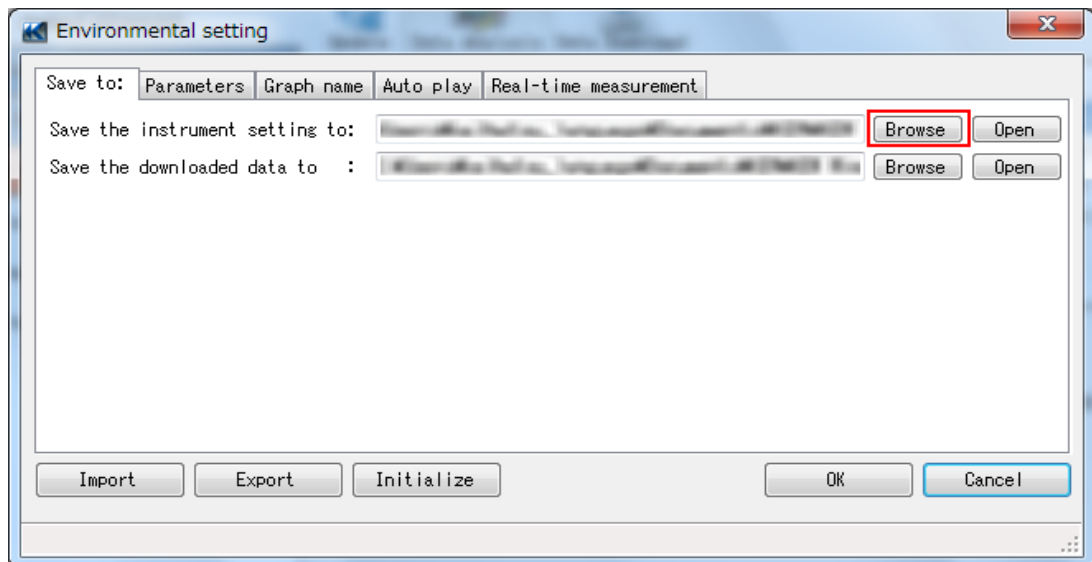 Environmental setting
Save to: Parameters Graph name Auto play Real-time measurement
Save the instrument setting to: Browse Open
Save the downloaded data to : Browse Open
Import Export Initialize OK Cancel